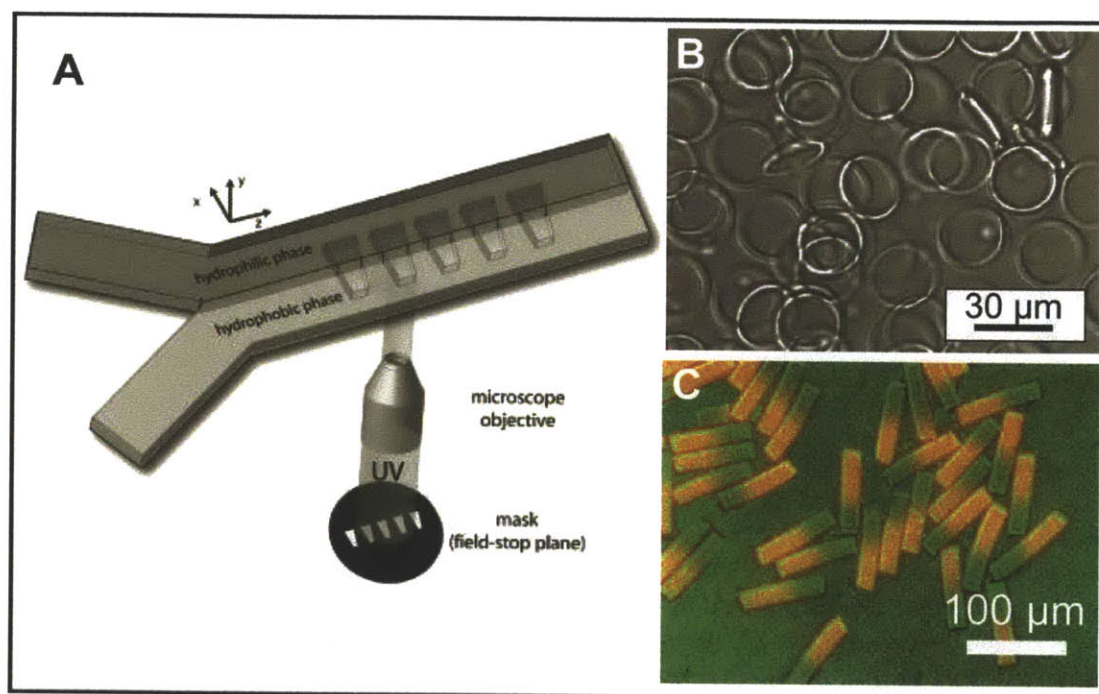 A
x
y
z
hydrophilic phase
hydrophobic phase
microscope
objective
UV
mask
(field-stop plane)
B
30 µm
C
100 µm